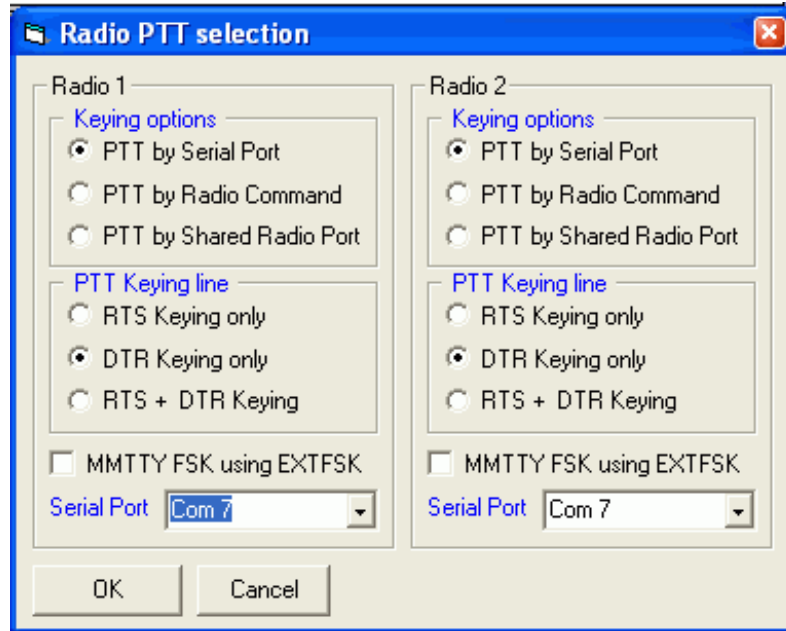 Radio PTT selection
Radio 1
Keying options
PTT by Serial Port
PTT by Radio Command
PTT by Shared Radio Port
PTT Keying line
RTS Keying only
DTR Keying only
RTS + DTR Keying
MMTTY FSK using EXTFSK
Serial Port Com 7
Radio 2
Keying options
PTT by Serial Port
PTT by Radio Command
PTT by Shared Radio Port
PTT Keying line
RTS Keying only
DTR Keying only
RTS + DTR Keying
MMTTY FSK using EXTFSK
Serial Port Com 7
OK Cancel